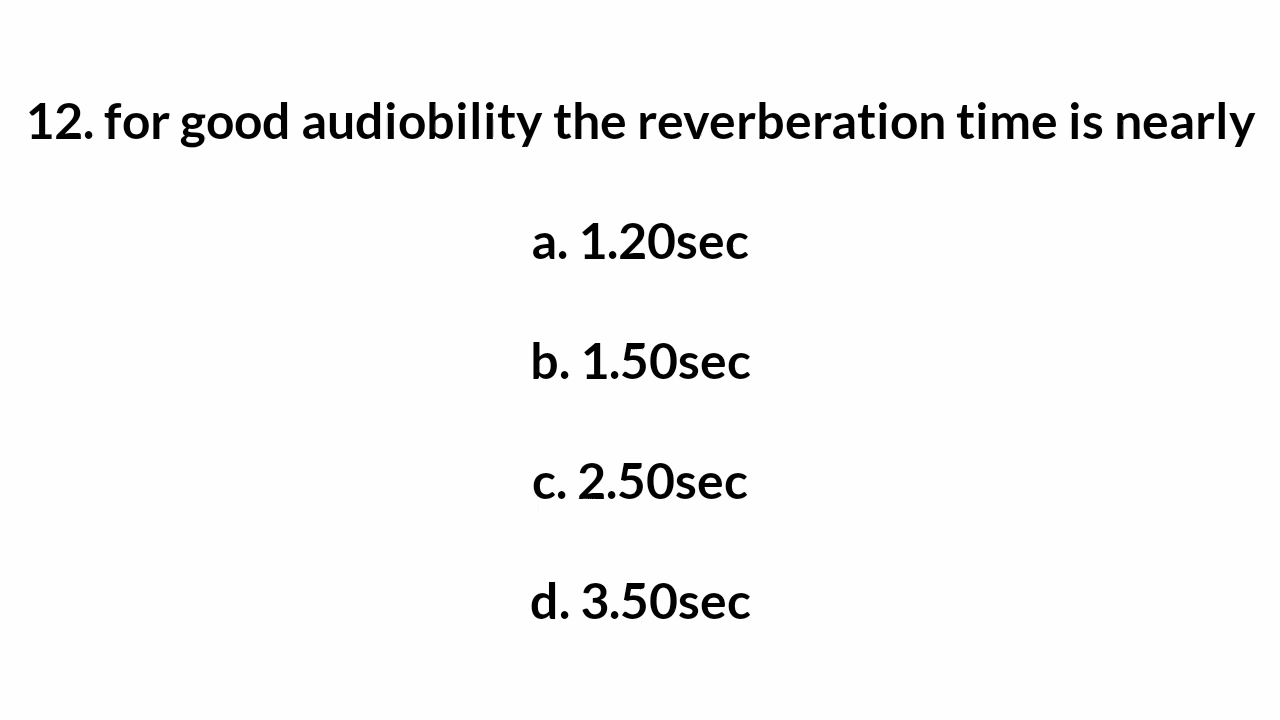 12. for good audiobility the reverberation time is nearly
a. 1.20sec
b. 1.50sec
c. 2.50sec
d. 3.50sec